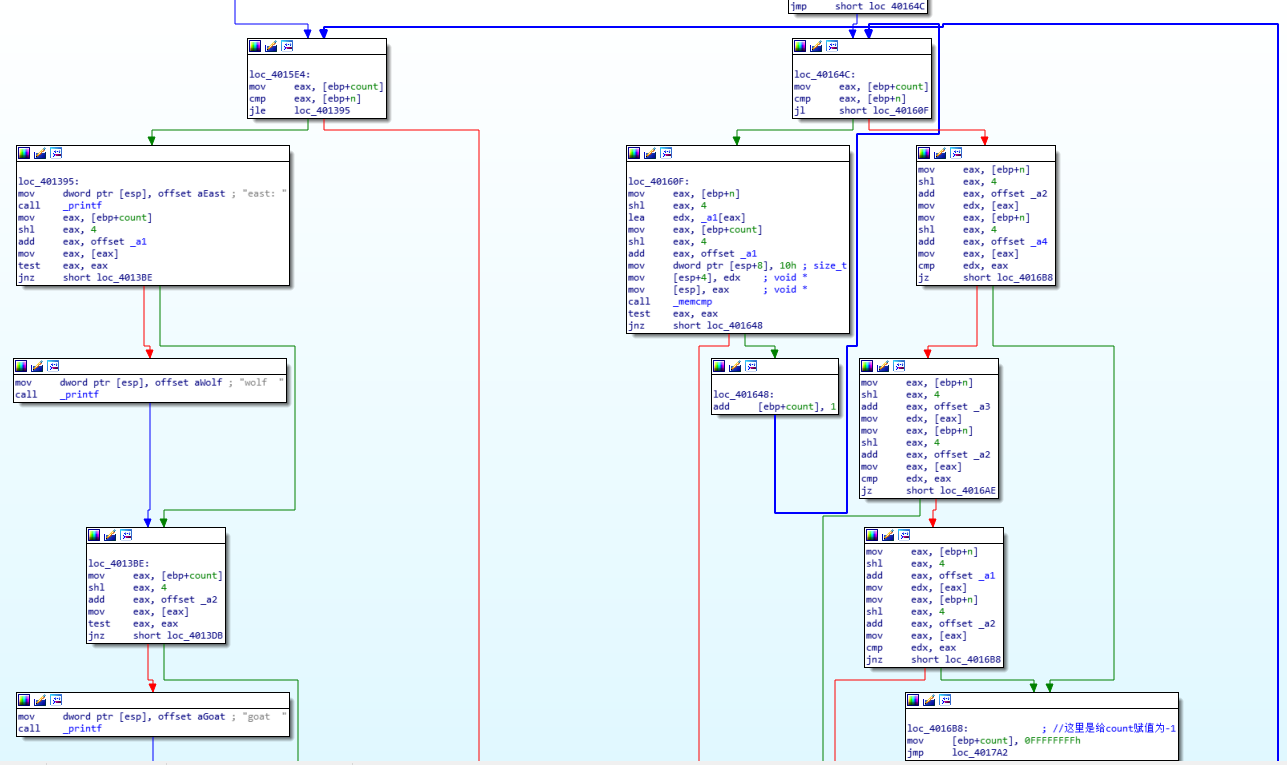 jmp     short loc_40164C
loc_4015E4:
mov     eax, [ebp+count]
cmp     eax, [ebp+n]
jle     loc_401395
loc_40164C:
mov     eax, [ebp+count]
cmp     eax, [ebp+n]
jl      short loc_40160F
loc_401395:
mov     dword ptr [esp], offset aEast ; "east: "
call    _printf
mov     eax, [ebp+count]
shl     eax, 4
add     eax, offset _a1
mov     eax, [eax]
test    eax, eax
jnz     short loc_4013BE
loc_40160F:
mov     eax, [ebp+n]
shl     eax, 4
lea     edx, _a1[eax]
mov     eax, [ebp+count]
shl     eax, 4
add     eax, offset _a1
mov     dword ptr [esp+8], 10h ; size_t
mov     [esp+4], edx    ; void *
mov     [esp], eax      ; void *
call    _memcmp
test    eax, eax
jnz     short loc_401648
mov     eax, [ebp+n]
shl     eax, 4
add     eax, offset _a2
mov     edx, [eax]
mov     eax, [ebp+n]
shl     eax, 4
add     eax, offset _a4
mov     eax, [eax]
cmp     edx, eax
jz      short loc_4016B8
mov     dword ptr [esp], offset aWolf ; "wolf  "
call    _printf
loc_401648:
add     [ebp+count], 1
mov     eax, [ebp+n]
shl     eax, 4
add     eax, offset _a3
mov     edx, [eax]
mov     eax, [ebp+n]
shl     eax, 4
add     eax, offset _a2
mov     eax, [eax]
cmp     edx, eax
jz      short loc_4016AE
loc_4013BE:
mov     eax, [ebp+count]
shl     eax, 4
add     eax, offset _a2
mov     eax, [eax]
test    eax, eax
jnz     short loc_4013DB
mov     eax, [ebp+n]
shl     eax, 4
add     eax, offset _a1
mov     edx, [eax]
mov     eax, [ebp+n]
shl     eax, 4
add     eax, offset _a2
mov     eax, [eax]
cmp     edx, eax
jnz     short loc_4016B8
mov     dword ptr [esp], offset aGoat ; "goat  "
call    _printf
loc_4016B8:                ; //这里是给count赋值为-1
mov     [ebp+count], 0FFFFFFFFh
jmp     loc_4017A2